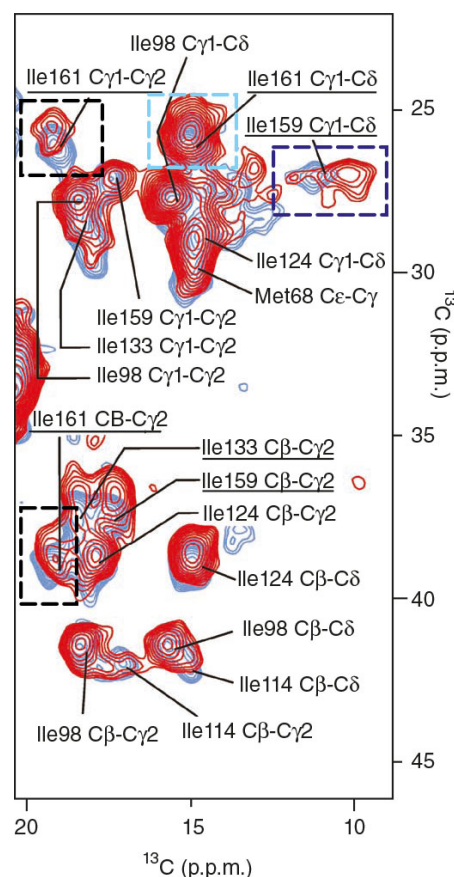 Ile98 Cγ1-Cδ
Ile161 Cγ1-Cγ2
Ile161 Cγ1-Cδ
Ile159 Cγ1-Cδ
25
Ile124 Cγ1-Cδ
30
Met68 Cε-Cγ
Ile159 Cγ1-Cγ2
Ile133 Cγ1-Cγ2
Ile98 Cγ1-Cγ2
13C (p.p.m.)
Ile161 CB-Cγ2
35
Ile133 Cβ-Cγ2
Ile159 Cβ-Cγ2
Ile124 Cβ-Cγ2
Ile124 Cβ-Cδ
40
Ile98 Cβ-Cδ
Ile114 Cβ-Cδ
Ile98 Cβ-Cγ2
Ile114 Cβ-Cγ2
45
20 15 10
13C (p.p.m.)